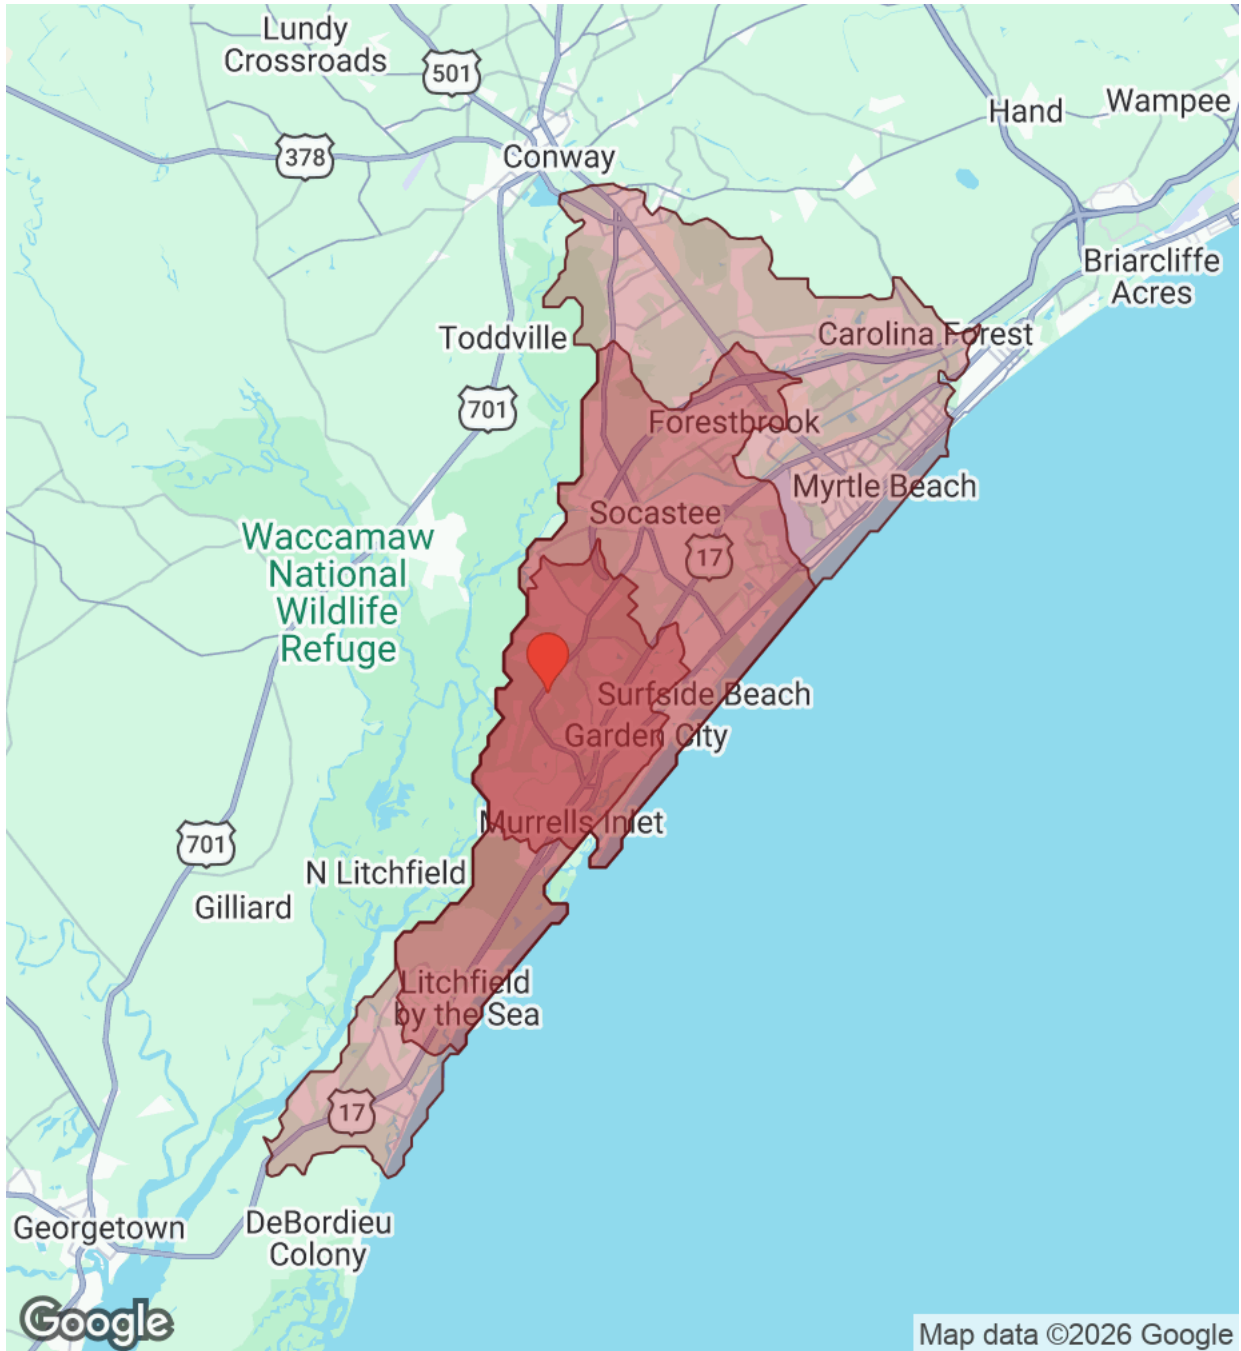 Lundy
Crossroads
501
Hand
Wampee
378
Conway
Briarcliffe
Acres
Toddville
Carolina Forest
701
Forestbrook
Myrtle Beach
Socastee
17
Waccamaw
National
Wildlife
Refuge
Surfside Beach
Garden City
Murrells Inlet
701
N Litchfield
Gilliard
Litchfield
by the Sea
17
Georgetown
DeBordieu
Colony
Google
Map data ©2026 Google